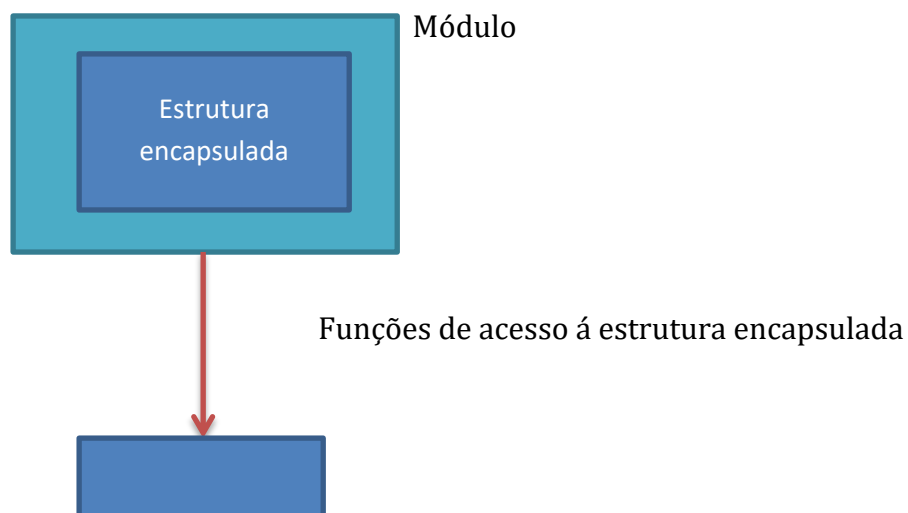 Módulo
Estrutura
encapsulada
Funções de acesso á estrutura encapsulada